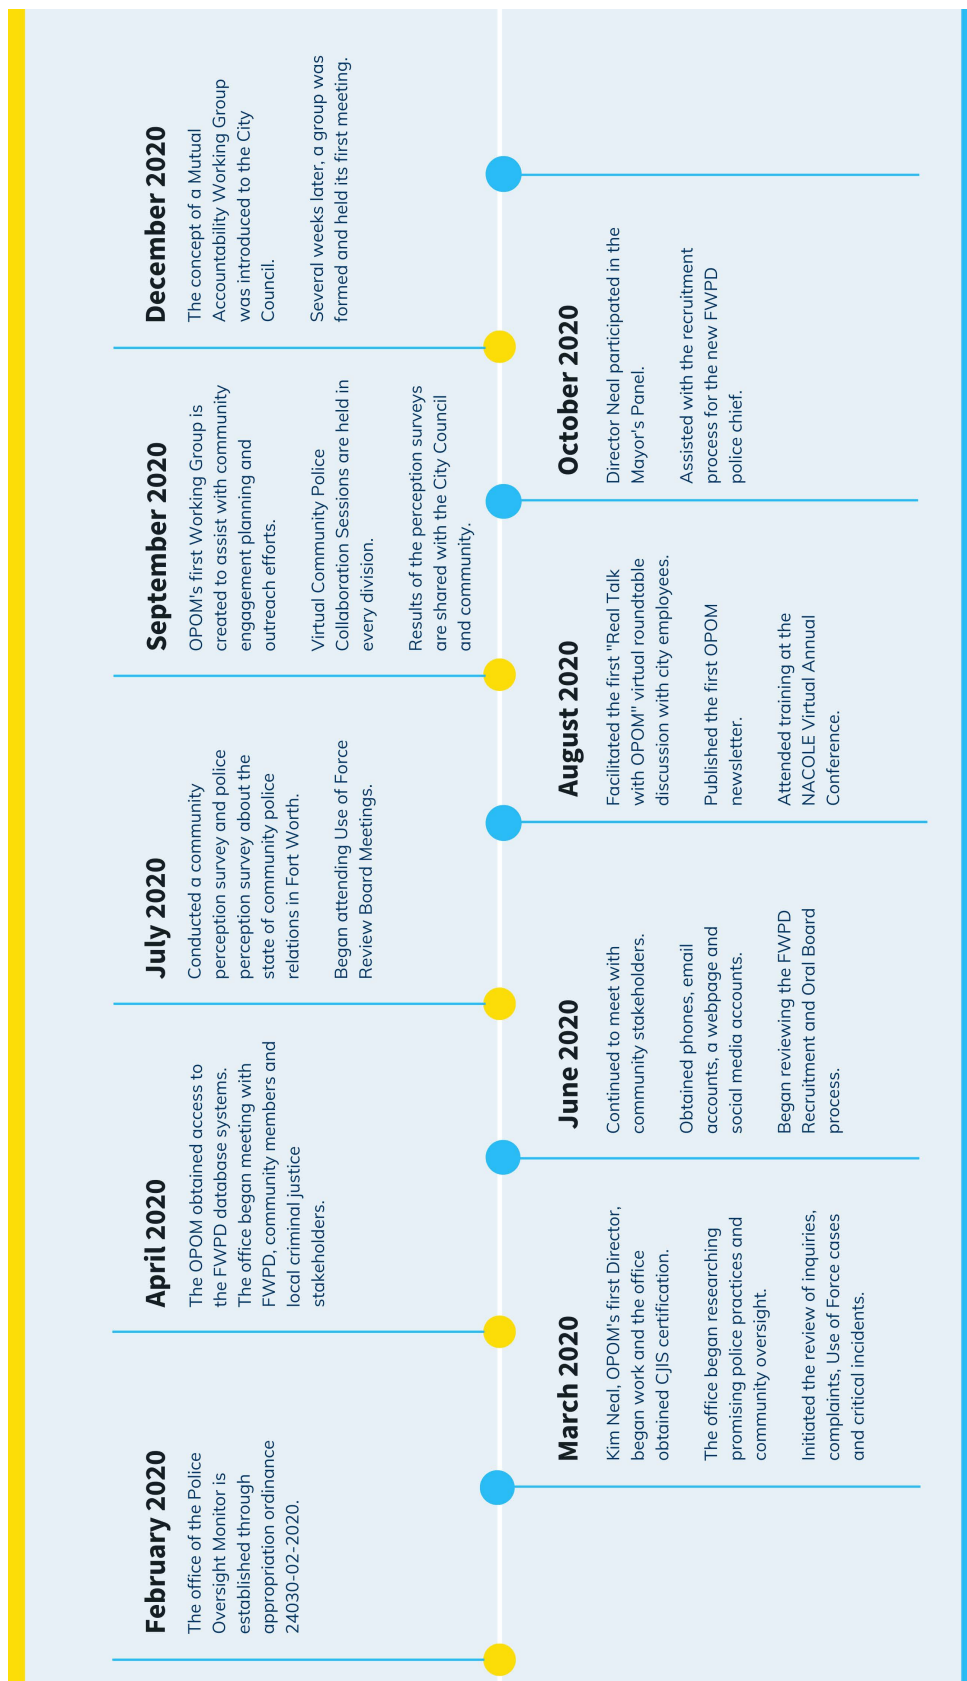 February 2020
The office of the Police
Oversight Monitor is
established through
appropriation ordinance
24030-02-2020.
March 2020
Kim Neal, OPOM's first Director,
began work and the office
obtained CJIS certification.
The office began researching
promising police practices and
community oversight.
Initiated the review of inquiries,
complaints, Use of Force cases
and critical incidents.
April 2020
The OPOM obtained access to
the FWPD database systems.
The office began meeting with
FWPD, community members and
local criminal justice
stakeholders.
June 2020
Continued to meet with
community stakeholders.
Obtained phones, email
accounts, a webpage and
social media accounts.
Began reviewing the FWPD
Recruitment and Oral Board
process.
July 2020
Conducted a community
perception survey and police
perception survey about the
state of community police
relations in Fort Worth.
Began attending Use of Force
Review Board Meetings.
August 2020
Facilitated the first "Real Talk
with OPOM" virtual roundtable
discussion with city employees.
Published the first OPOM
newsletter.
Attended training at the
NACOLE Virtual Annual
Conference.
September 2020
OPOM's first Working Group is
created to assist with community
engagement planning and
outreach efforts.
Virtual Community Police
Collaboration Sessions are held in
every division.
Results of the perception surveys
are shared with the City Council
and community.
October 2020
Director Neal participated in the
Mayor's Panel.
Assisted with the recruitment
process for the new FWPD
police chief.
December 2020
The concept of a Mutual
Accountability Working Group
was introduced to the City
Council.
Several weeks later, a group was
formed and held its first meeting.